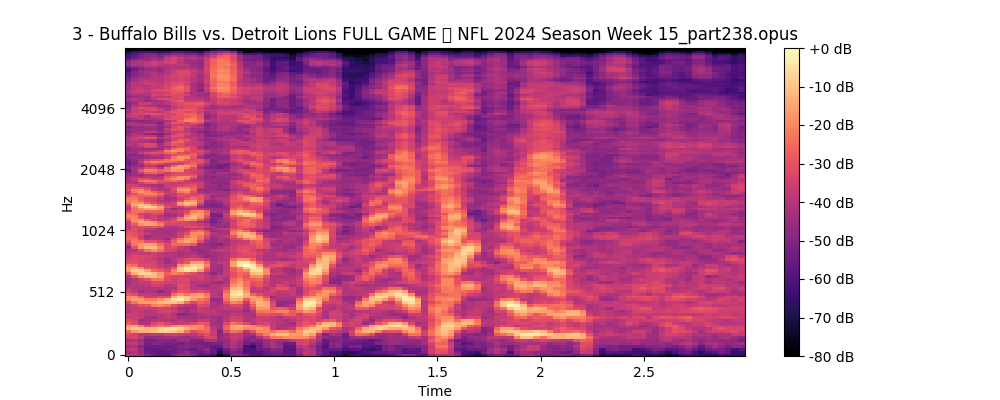 3 - Buffalo Bills vs. Detroit Lions FULL GAME ▯ NFL 2024 Season Week 15_part238.opus
Hz
4096
2048
1024
512
0
0
0.5
1
1.5
2
2.5
Time
+0 dB
-10 dB
-20 dB
-30 dB
-40 dB
-50 dB
-60 dB
-70 dB
-80 dB